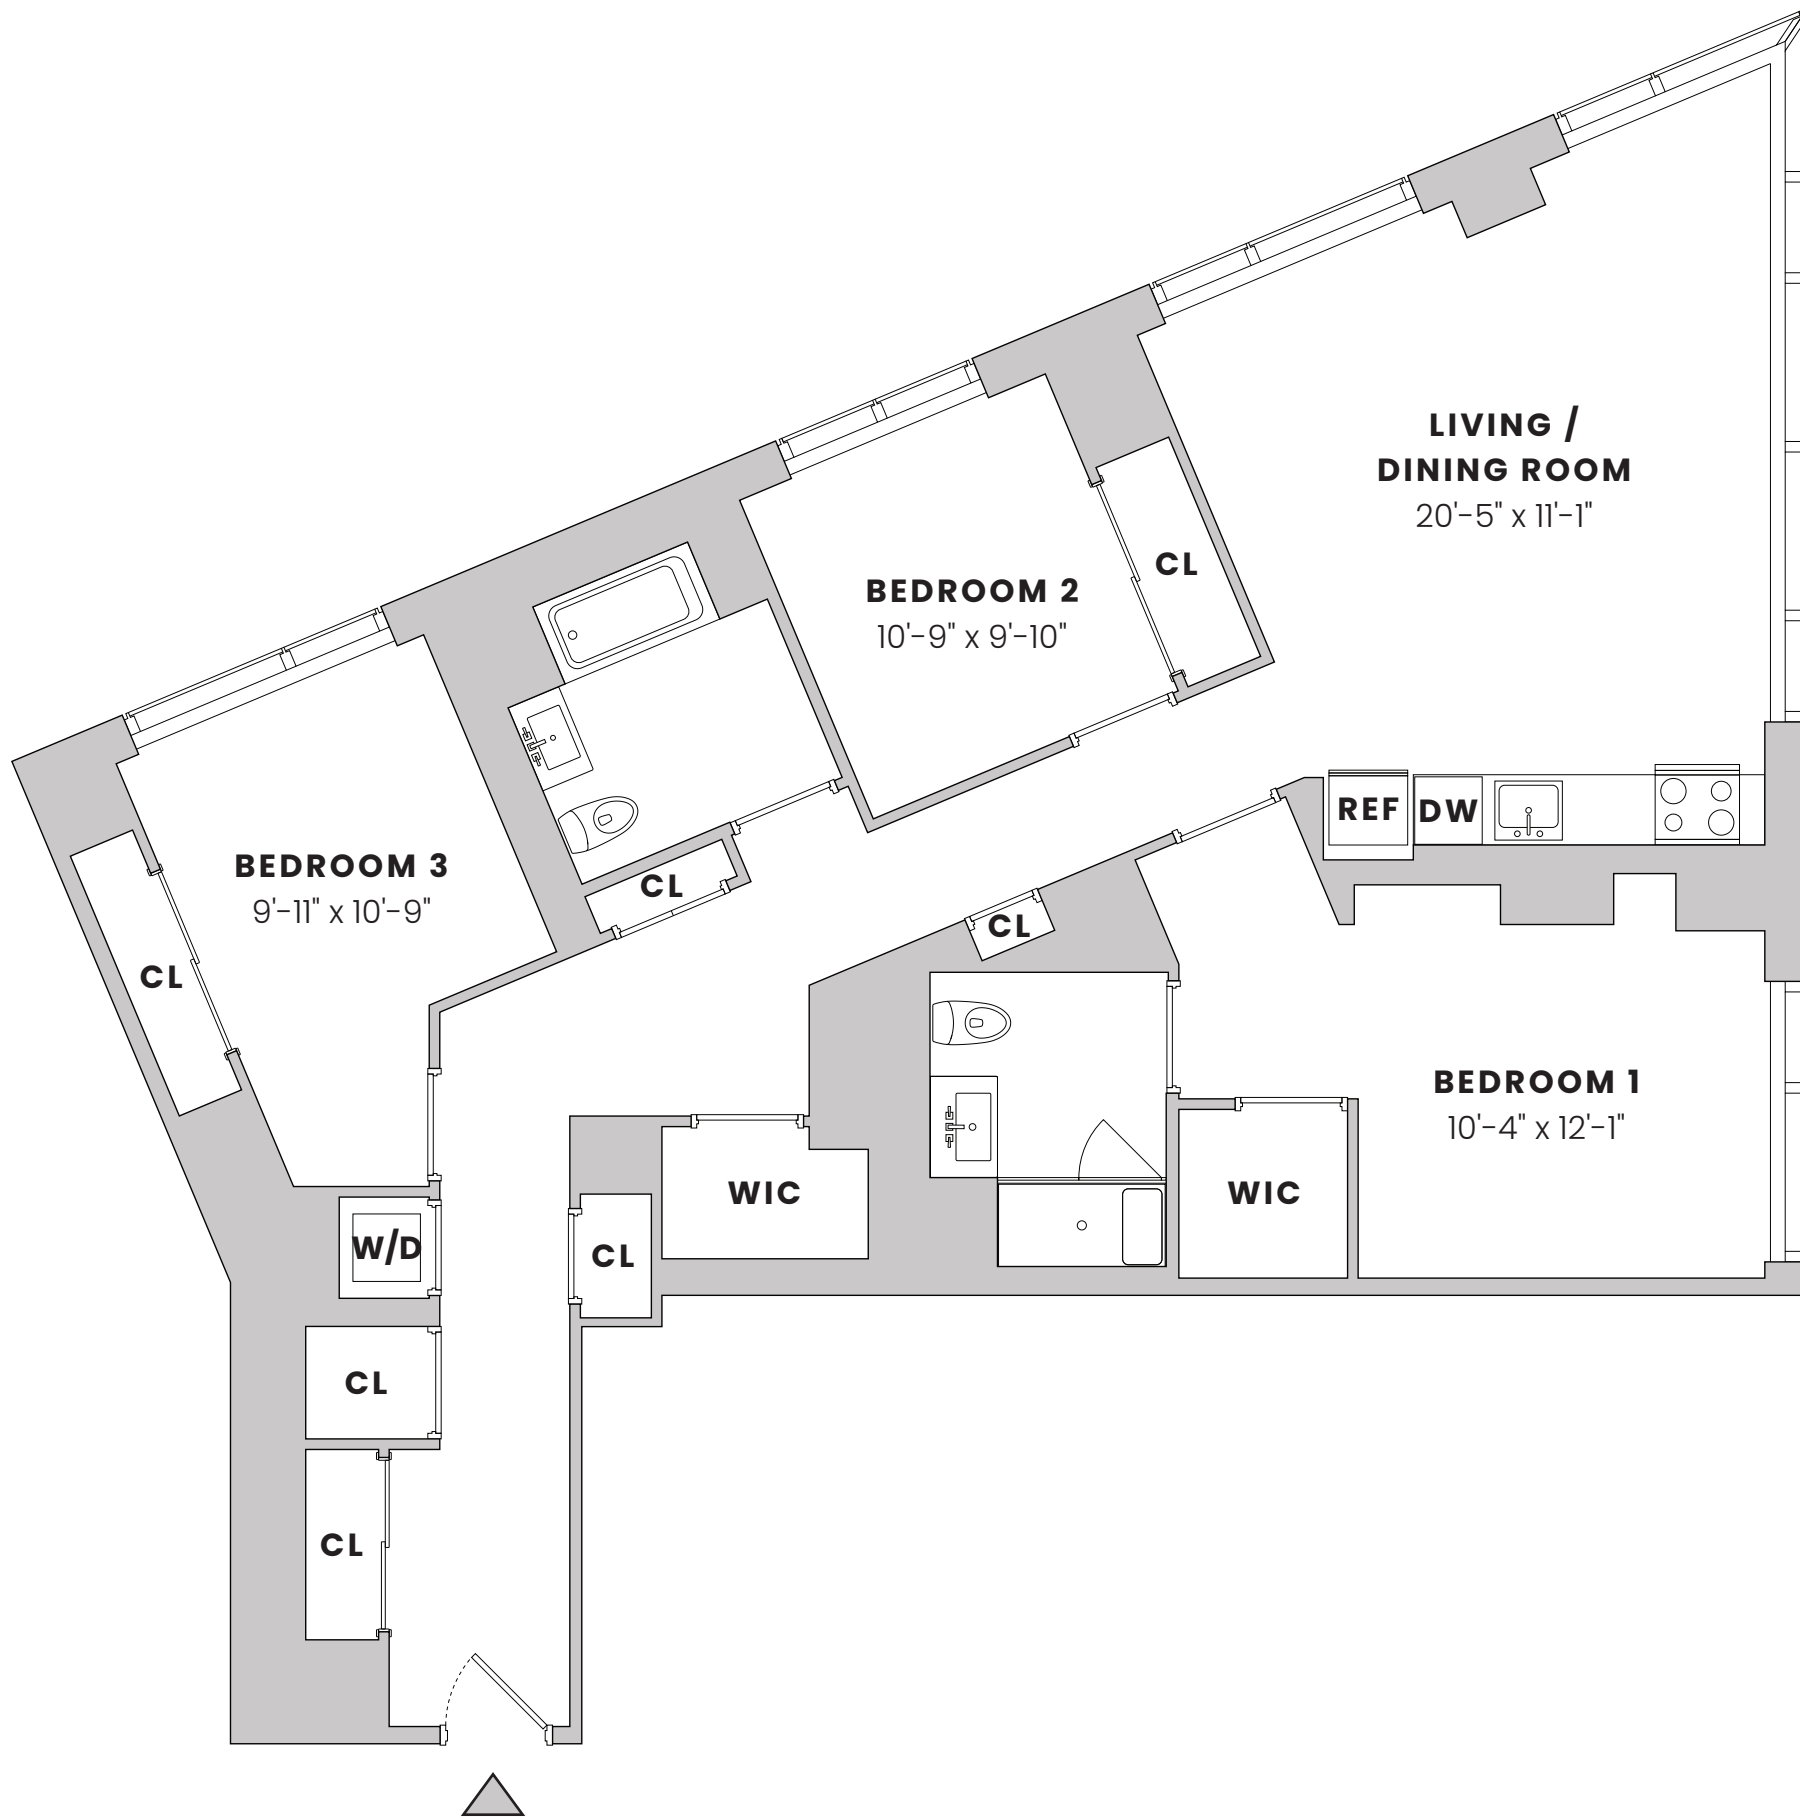 LIVING /
DINING ROOM
20'-5" x 11'-1"
CL
BEDROOM 2
10'-9" x 9'-10"
REF
DW
BEDROOM 3
9'-11" x 10'-9"
CL
CL
CL
BEDROOM 1
10'-4" x 12'-1"
WIC
WIC
W/D
CL
CL
CL